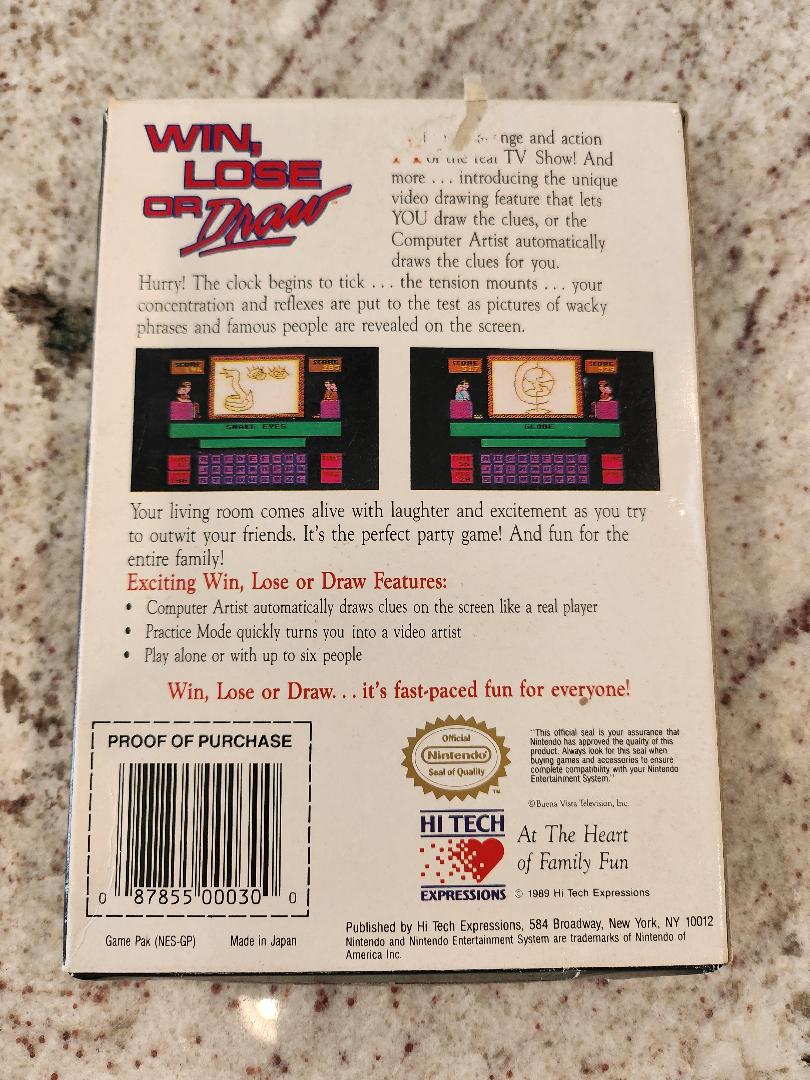 WIN,
LOSE
OR Draw™
nge and action
of the real TV Show! And
more . . . introducing the unique
video drawing feature that lets
YOU draw the clues, or the
Computer Artist automatically
draws the clues for you.
Hurry! The clock begins to tick . . . the tension mounts . . . your
concentration and reflexes are put to the test as pictures of wacky
phrases and famous people are revealed on the screen.
SCORE
SCORE
SNAKE EYES
SCORE
SCORE
GLOBE
Your living room comes alive with laughter and excitement as you try
to outwit your friends. It's the perfect party game! And fun for the
entire family!
Exciting Win, Lose or Draw Features:
• Computer Artist automatically draws clues on the screen like a real player
• Practice Mode quickly turns you into a video artist
• Play alone or with up to six people
Win, Lose or Draw. . . it's fast-paced fun for everyone!
PROOF OF PURCHASE
0 87855 00030 0
Game Pak (NES-GP) Made in Japan
Official
Nintendo®
Seal of Quality
™
"This official seal is your assurance that
Nintendo has approved the quality of this
product. Always look for this seal when
buying games and accessories to ensure
complete compatibility with your Nintendo
Entertainment System."
©Buena Vista Television, Inc.
HI TECH
EXPRESSIONS
At The Heart
of Family Fun
© 1989 Hi Tech Expressions
Published by Hi Tech Expressions, 584 Broadway, New York, NY 10012
Nintendo and Nintendo Entertainment System are trademarks of Nintendo of
America Inc.